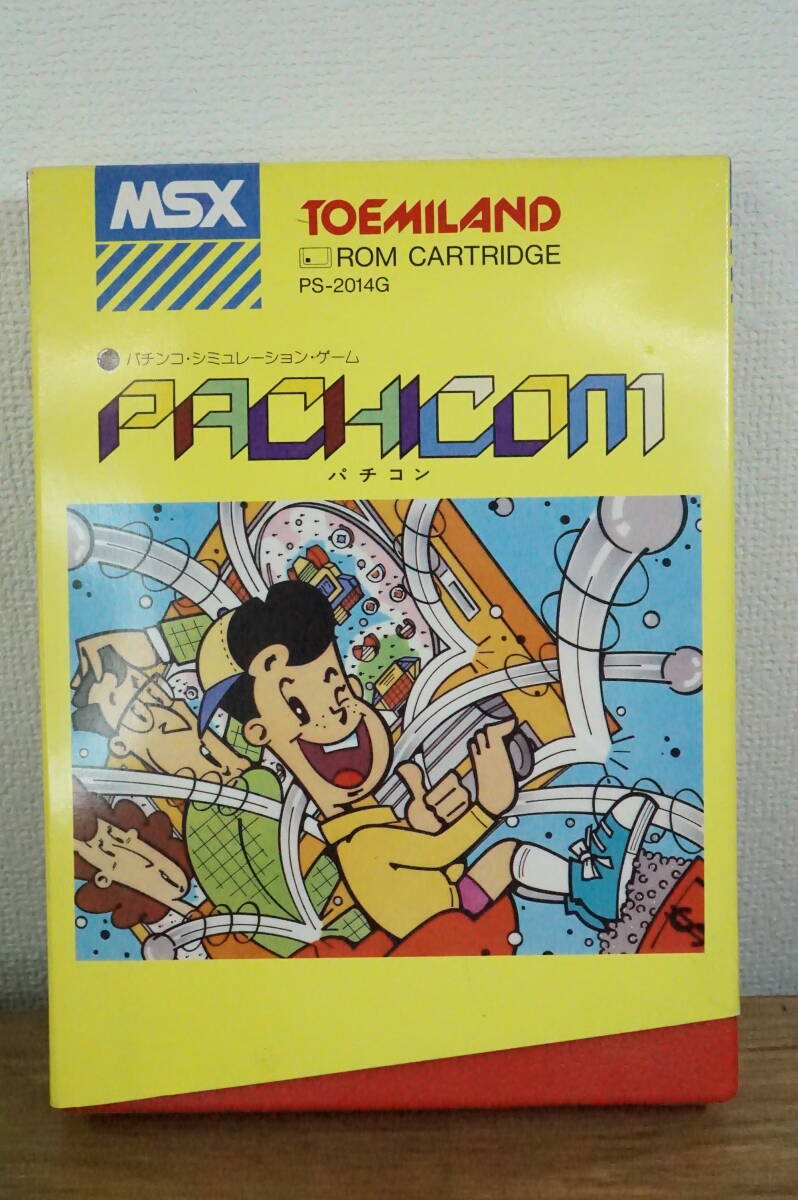 MSX
TOEMILAND
ROM CARTRIDGE
PS-2014G
パチンコ・シミュレーション・ゲーム
PACHICOM
パチコン